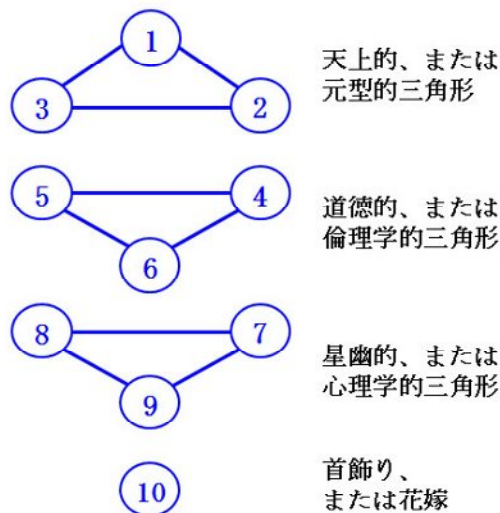 1
天上的、または
元型的三角形
3
2
5
4
道徳的、または
倫理学的三角形
6
8
7
星幽的、または
心理学的三角形
9
首飾り、
10
または花嫁